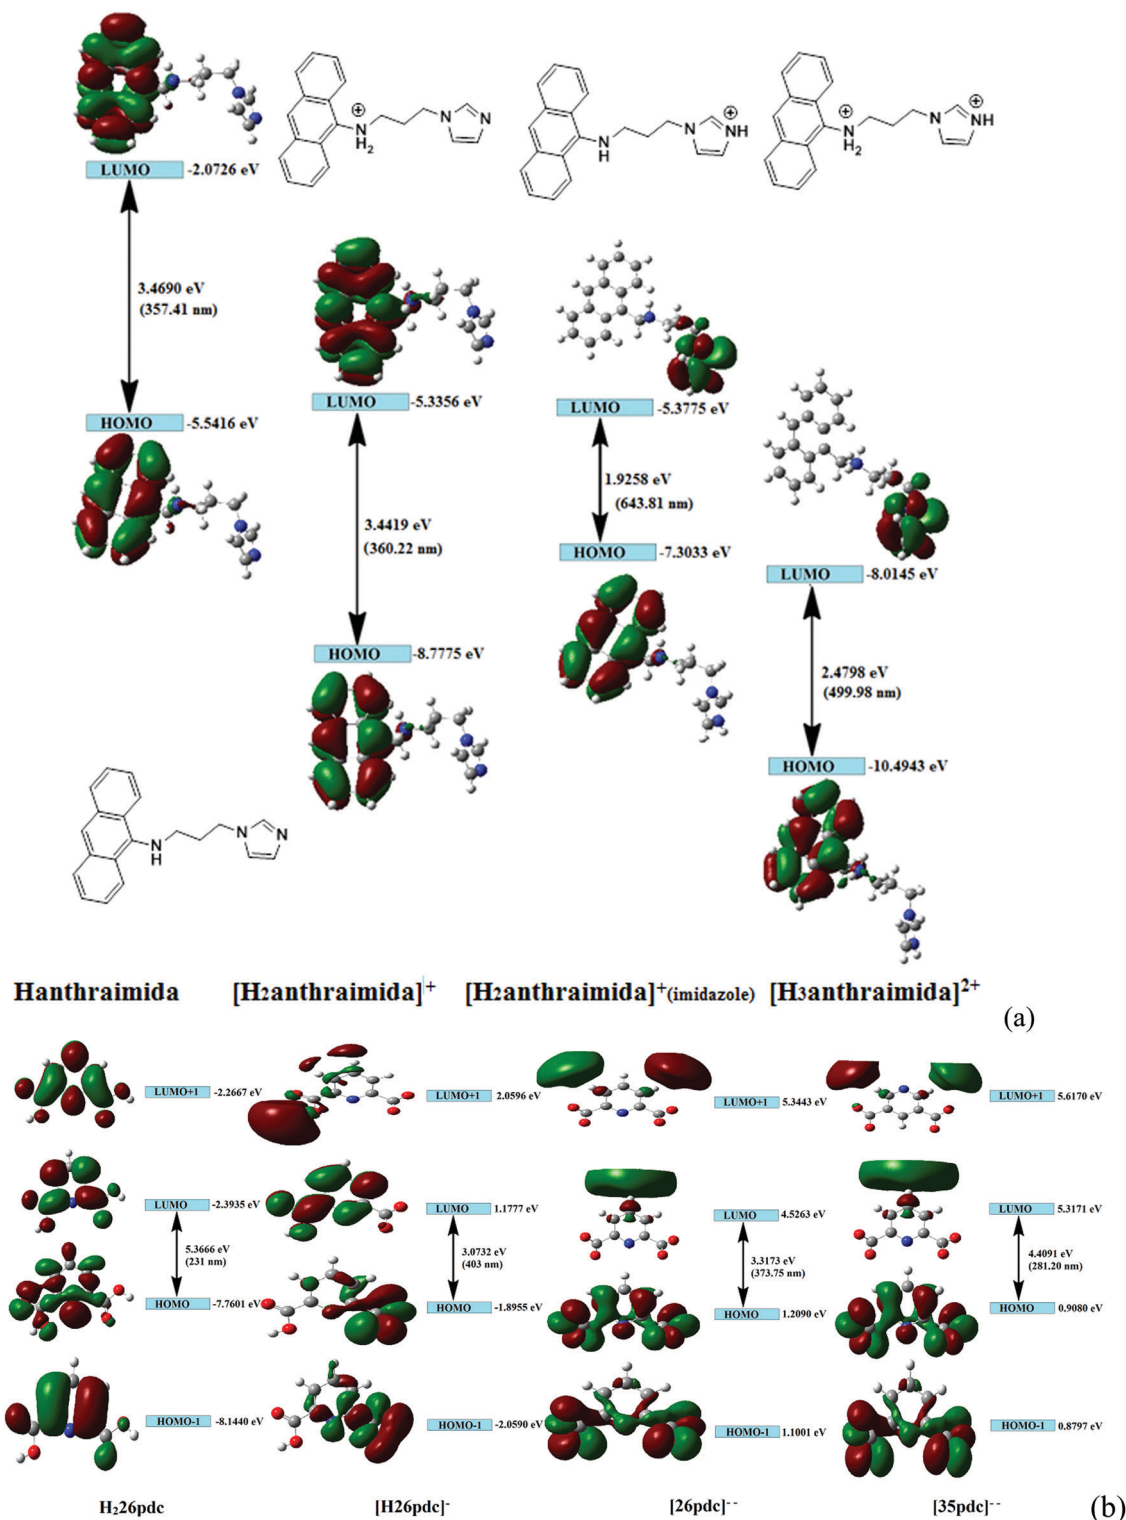 LUMO -2.0726 eV
3.4690 eV
(357.41 nm)
HOMO -5.5416 eV
N
H
N
N
⊕
N
H2
N
N
LUMO -5.3356 eV
3.4419 eV
(360.22 nm)
HOMO -8.7775 eV
⊕
N
H
N
NH
LUMO -5.3775 eV
1.9258 eV
(643.81 nm)
HOMO -7.3033 eV
⊕
⊕
N
H2
N
NH
LUMO -8.0145 eV
2.4798 eV
(499.98 nm)
HOMO -10.4943 eV
Hanthraimida [H2anthraimida]+ [H2anthraimida]+(imidazole) [H3anthraimida]2+
(a)
LUMO+1 -2.2667 eV
LUMO -2.3935 eV
5.3666 eV
(231 nm)
HOMO -7.7601 eV
HOMO-1 -8.1440 eV
H226pdc
LUMO+1 2.0596 eV
LUMO 1.1777 eV
3.0732 eV
(403 nm)
HOMO -1.8955 eV
HOMO-1 -2.0590 eV
[H26pdc]-
LUMO+1 5.3443 eV
LUMO 4.5263 eV
3.3173 eV
(373.75 nm)
HOMO 1.2090 eV
HOMO-1 1.1001 eV
[26pdc]--
LUMO+1 5.6170 eV
LUMO 5.3171 eV
4.4091 eV
(281.20 nm)
HOMO 0.9080 eV
HOMO-1 0.8797 eV
[35pdc]--
(b)